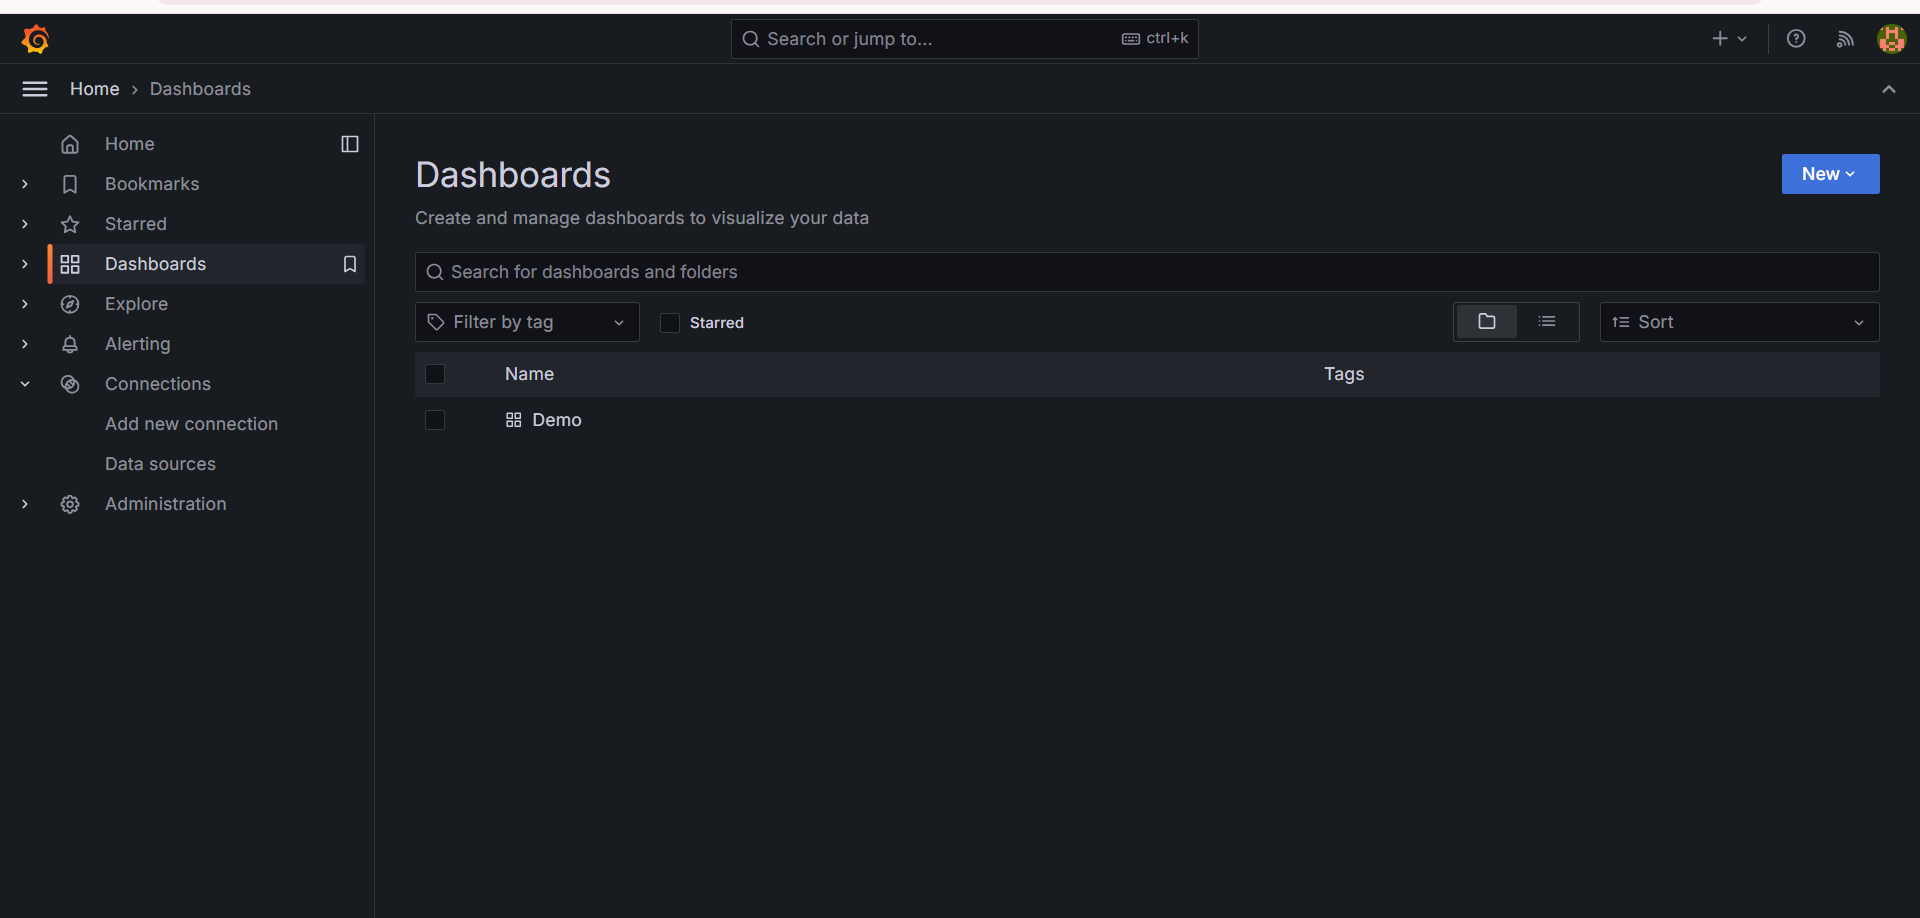 Search or jump to...
ctrl+k
Home
Dashboards
Home
Bookmarks
Starred
Dashboards
Explore
Alerting
Connections
Add new connection
Data sources
Administration
Dashboards
New
Create and manage dashboards to visualize your data
Search for dashboards and folders
Filter by tag
Starred
Sort
Name
Tags
Demo